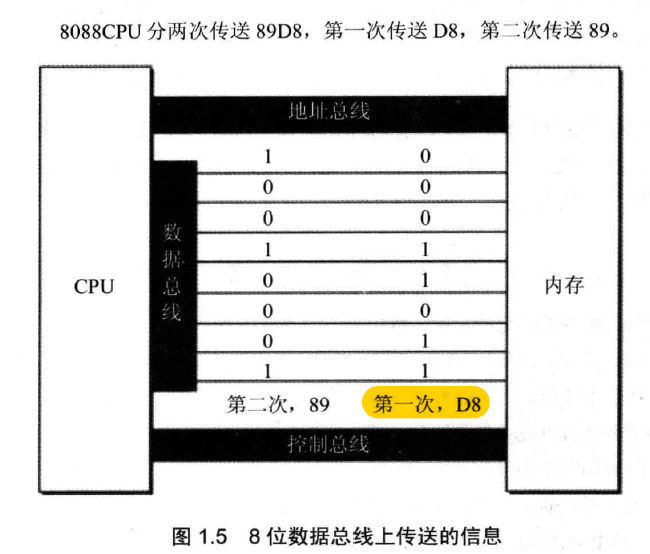 8088CPU 分两次传送 89D8，第一次传送 D8，第二次传送 89。
地址总线
1 0
0 0
0 0
1 1
0 1
0 0
0 1
1 1
数据总线
CPU
内存
第二次，89 第一次，D8
控制总线
图 1.5 8 位数据总线上传送的信息